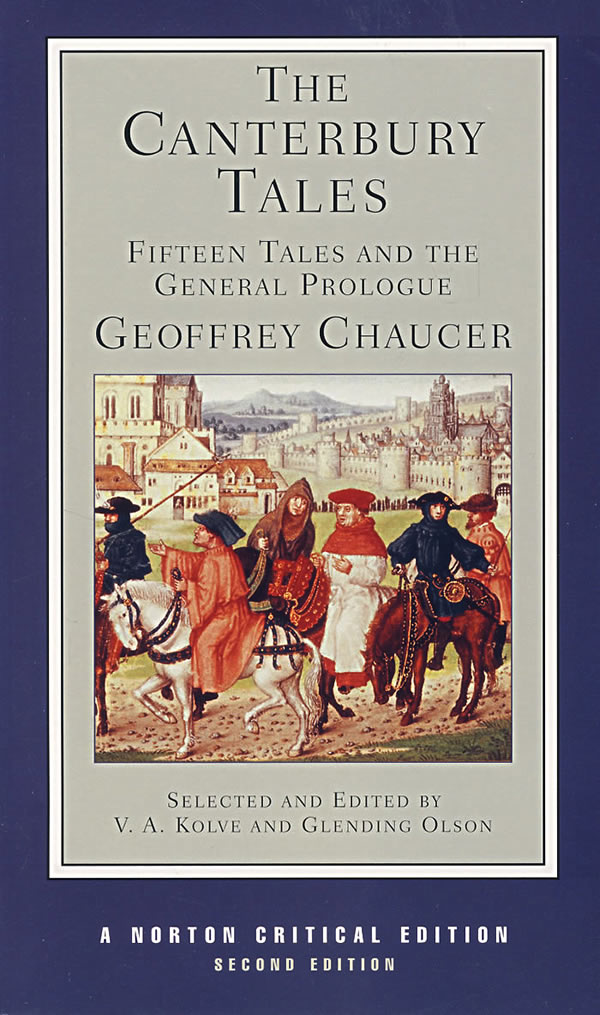 THE
CANTERBURY
TALES
FIFTEEN TALES AND THE
GENERAL PROLOGUE
GEOFFREY CHAUCER
SELECTED AND EDITED BY
V. A. KOLVE AND GLENDING OLSON
A NORTON CRITICAL EDITION
SECOND EDITION